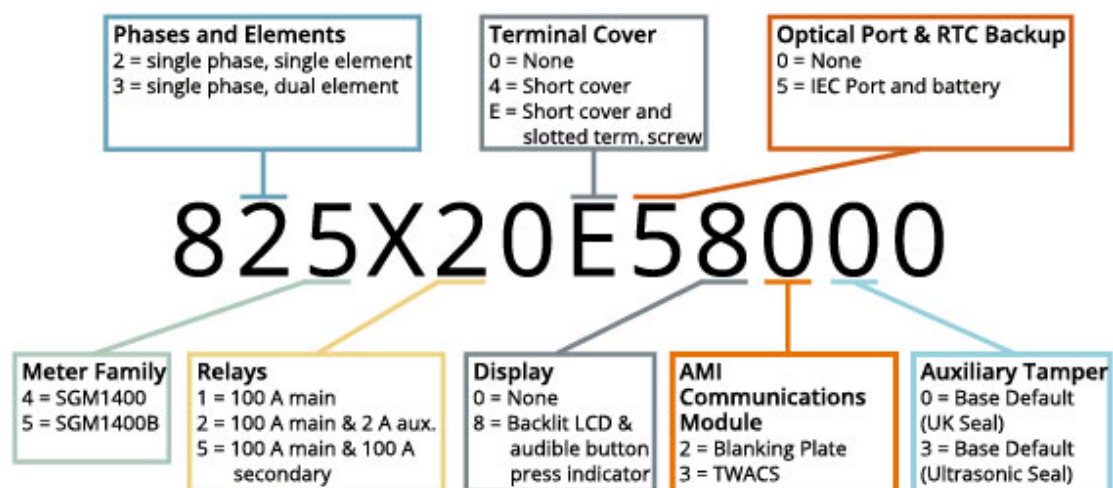 Phases and Elements
2 = single phase, single element
3 = single phase, dual element
Terminal Cover
0 = None
4 = Short cover
E = Short cover and
slotted term. screw
Optical Port & RTC Backup
0 = None
5 = IEC Port and battery
825X20E58000
Meter Family
4 = SGM1400
5 = SGM1400B
Relays
1 = 100 A main
2 = 100 A main & 2 A aux.
5 = 100 A main & 100 A
secondary
Display
0 = None
8 = Backlit LCD &
audible button
press indicator
AMI
Communications
Module
2 = Blanking Plate
3 = TWACS
Auxiliary Tamper
0 = Base Default
(UK Seal)
3 = Base Default
(Ultrasonic Seal)